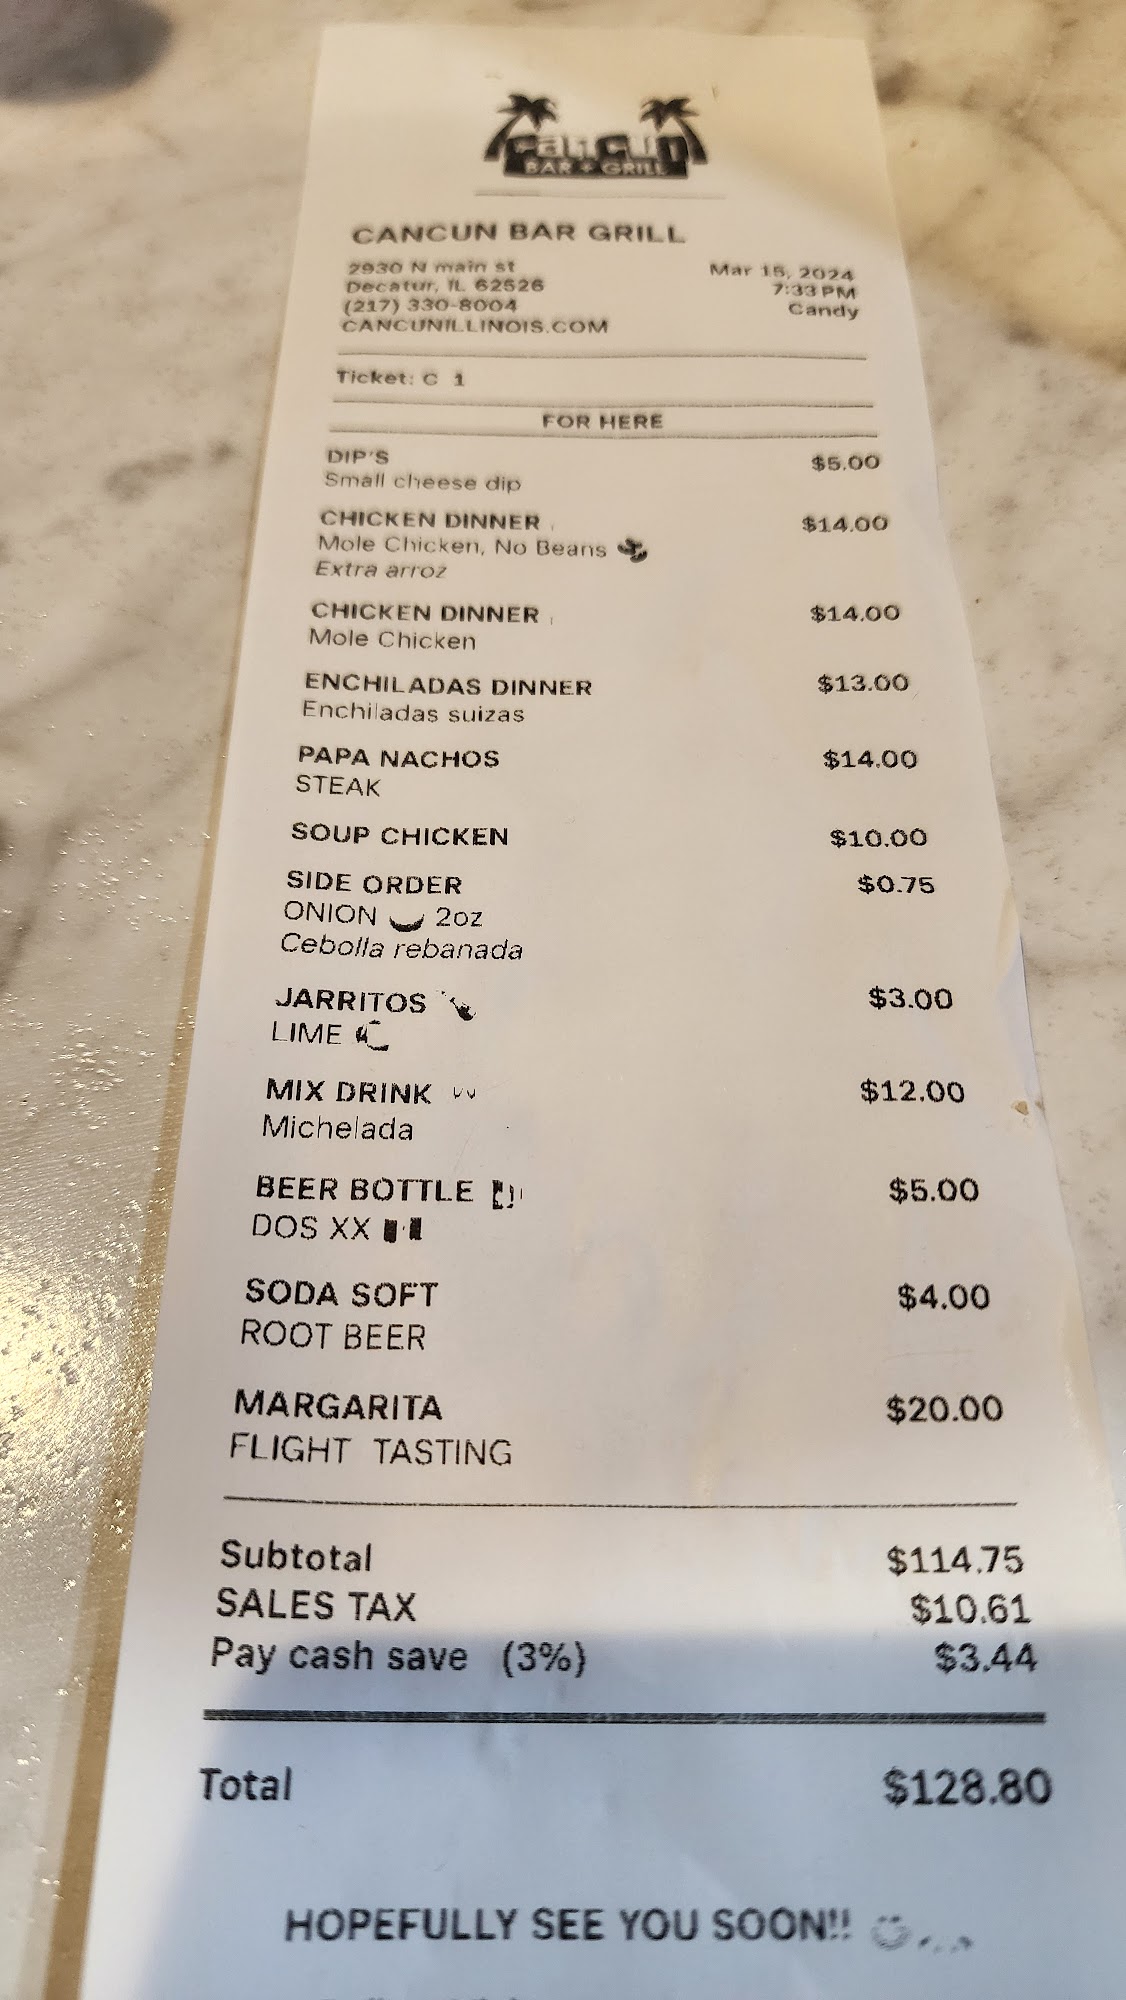 cancun
BAR + GRILL
CANCUN BAR GRILL
2930 N main st
Decatur, IL 62526
(217) 330-8004
CANCUNILLINOIS.COM
Mar 15, 2024
7:33 PM
Candy
Ticket: C 1
FOR HERE
DIP'S $5.00
Small cheese dip
CHICKEN DINNER $14.00
Mole Chicken, No Beans
Extra arroz
CHICKEN DINNER $14.00
Mole Chicken
ENCHILADAS DINNER $13.00
Enchiladas suizas
PAPA NACHOS $14.00
STEAK
SOUP CHICKEN $10.00
SIDE ORDER $0.75
ONION 2oz
Cebolla rebanada
JARRITOS $3.00
LIME
MIX DRINK $12.00
Michelada
BEER BOTTLE $5.00
DOS XX
SODA SOFT $4.00
ROOT BEER
MARGARITA $20.00
FLIGHT TASTING
Subtotal $114.75
SALES TAX $10.61
Pay cash save (3%) $3.44
Total $128.80
HOPEFULLY SEE YOU SOON!!